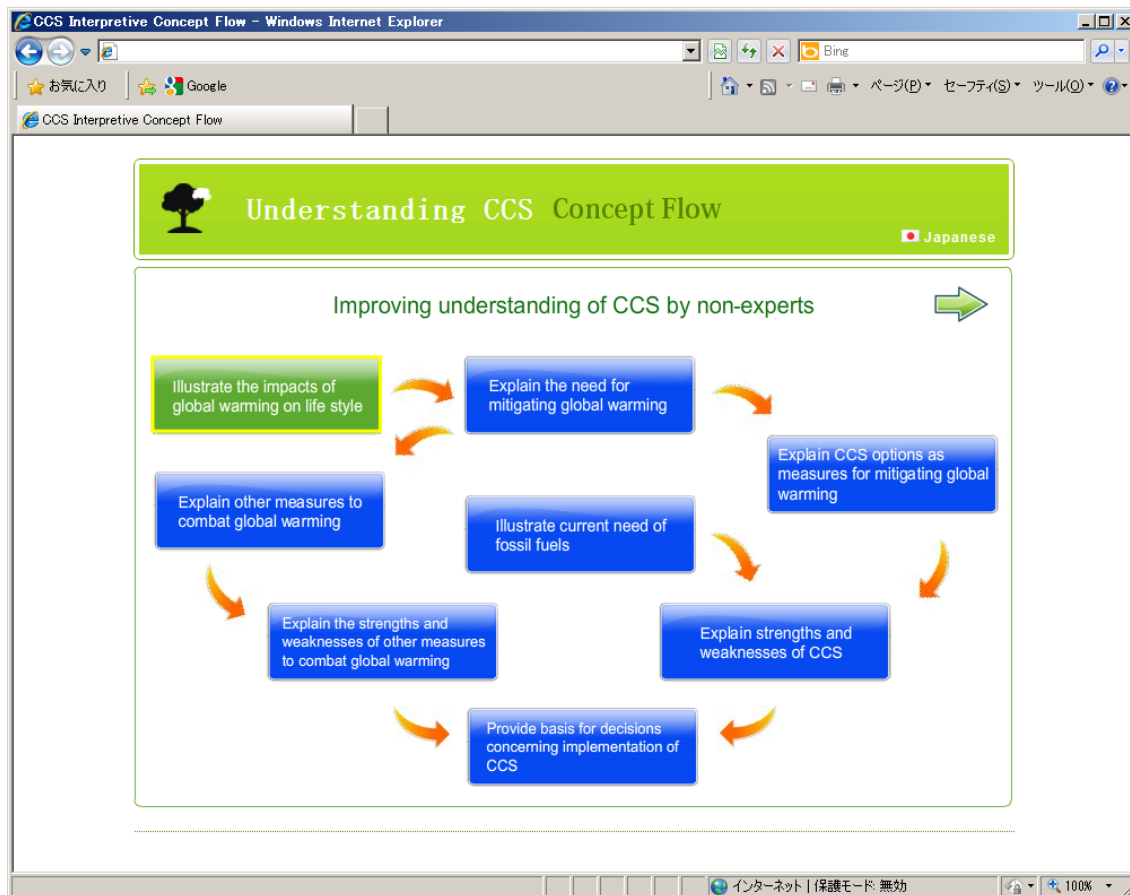 CCS Interpretive Concept Flow - Windows Internet Explorer
Bing
お気に入り
Google
ページ(P)
セーフティ(S)
ツール(O)
CCS Interpretive Concept Flow
Understanding CCS Concept Flow
Japanese
Improving understanding of CCS by non-experts
Illustrate the impacts of
global warming on life style
Explain the need for
mitigating global warming
Explain CCS options as
measures for mitigating global
warming
Explain other measures to
combat global warming
Illustrate current need of
fossil fuels
Explain the strengths and
weaknesses of other measures
to combat global warming
Explain strengths and
weaknesses of CCS
Provide basis for decisions
concerning implementation of
CCS
インターネット | 保護モード: 無効
100%